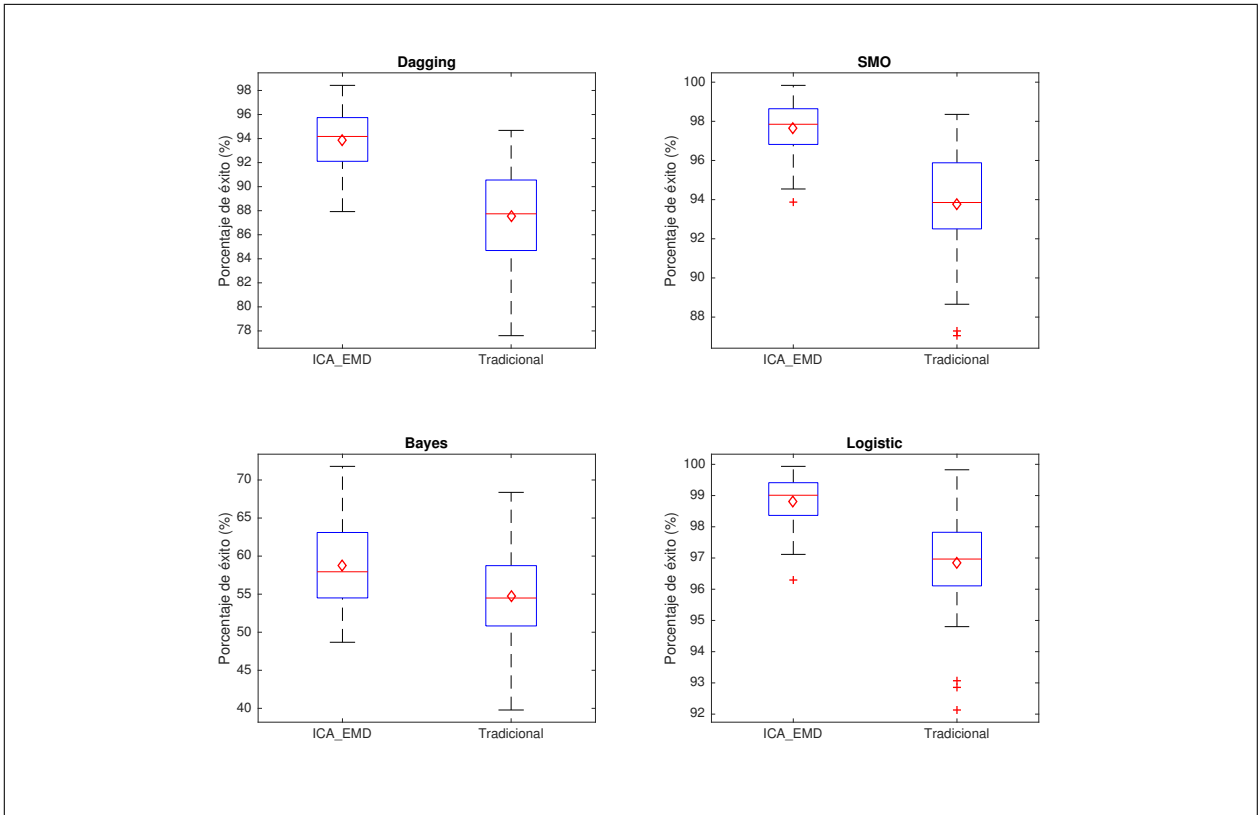 Dagging
Porcentaje de éxito (%)
98
96
94
92
90
88
86
84
82
80
78
ICA_EMD
Tradicional
SMO
Porcentaje de éxito (%)
100
98
96
94
92
90
88
ICA_EMD
Tradicional
Bayes
Porcentaje de éxito (%)
70
65
60
55
50
45
40
ICA_EMD
Tradicional
Logistic
Porcentaje de éxito (%)
100
99
98
97
96
95
94
93
92
ICA_EMD
Tradicional